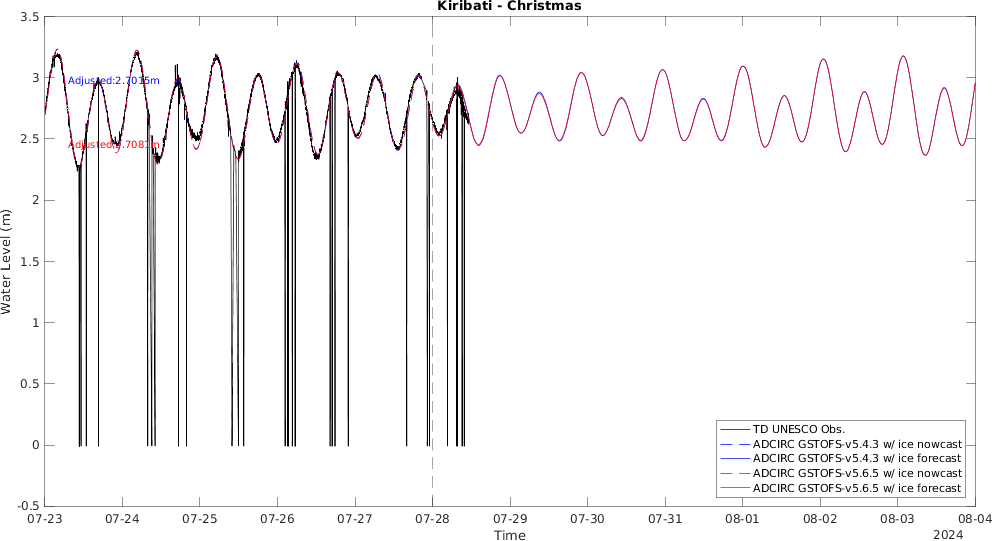 Kiribati - Christmas
3.5
3
2.5
2
1.5
1
0.5
0
-0.5
Water Level (m)
Adjusted:2.7015m
07-23
07-24
07-25
07-26
07-27
07-28
07-29
07-30
07-31
08-01
08-02
08-03
08-04
Time
2024
TD UNESCO Obs.
ADCIRC GSTOFS-v5.4.3 w/ ice nowcast
ADCIRC GSTOFS-v5.4.3 w/ ice forecast
ADCIRC GSTOFS-v5.6.5 w/ ice nowcast
ADCIRC GSTOFS-v5.6.5 w/ ice forecast